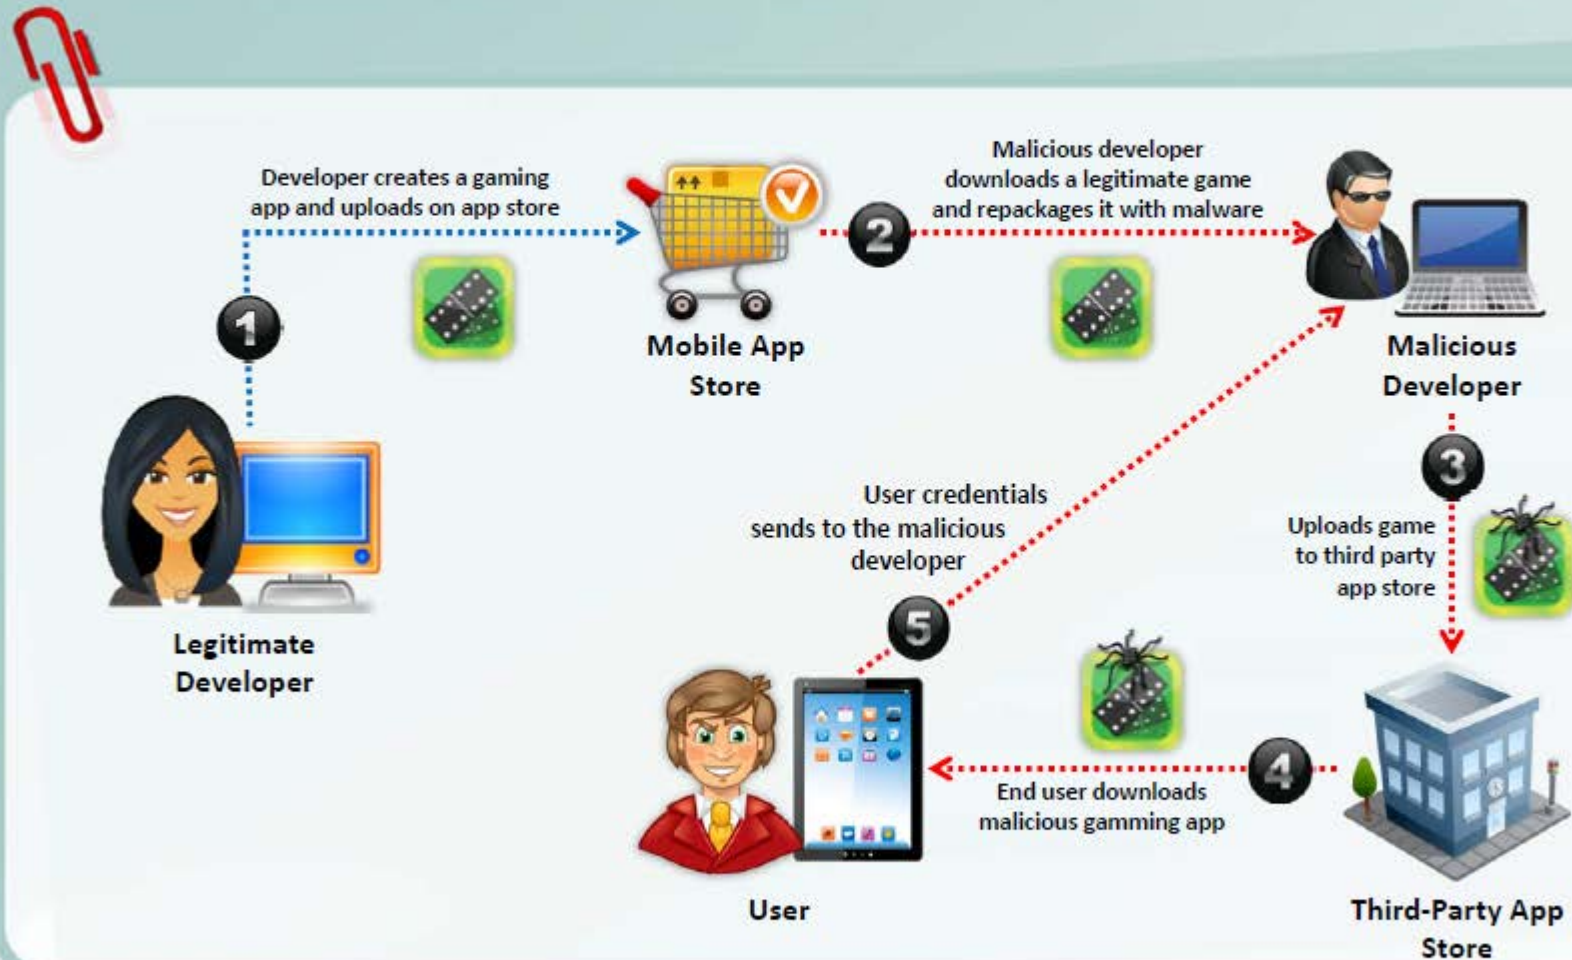 Developer creates a gaming
app and uploads on app store
1
Legitimate
Developer
Mobile App
Store
2
Malicious developer
downloads a legitimate game
and repackages it with malware
Malicious
Developer
3
Uploads game
to third party
app store
Third-Party App
Store
4
End user downloads
malicious gamming app
User
5
User credentials
sends to the malicious
developer